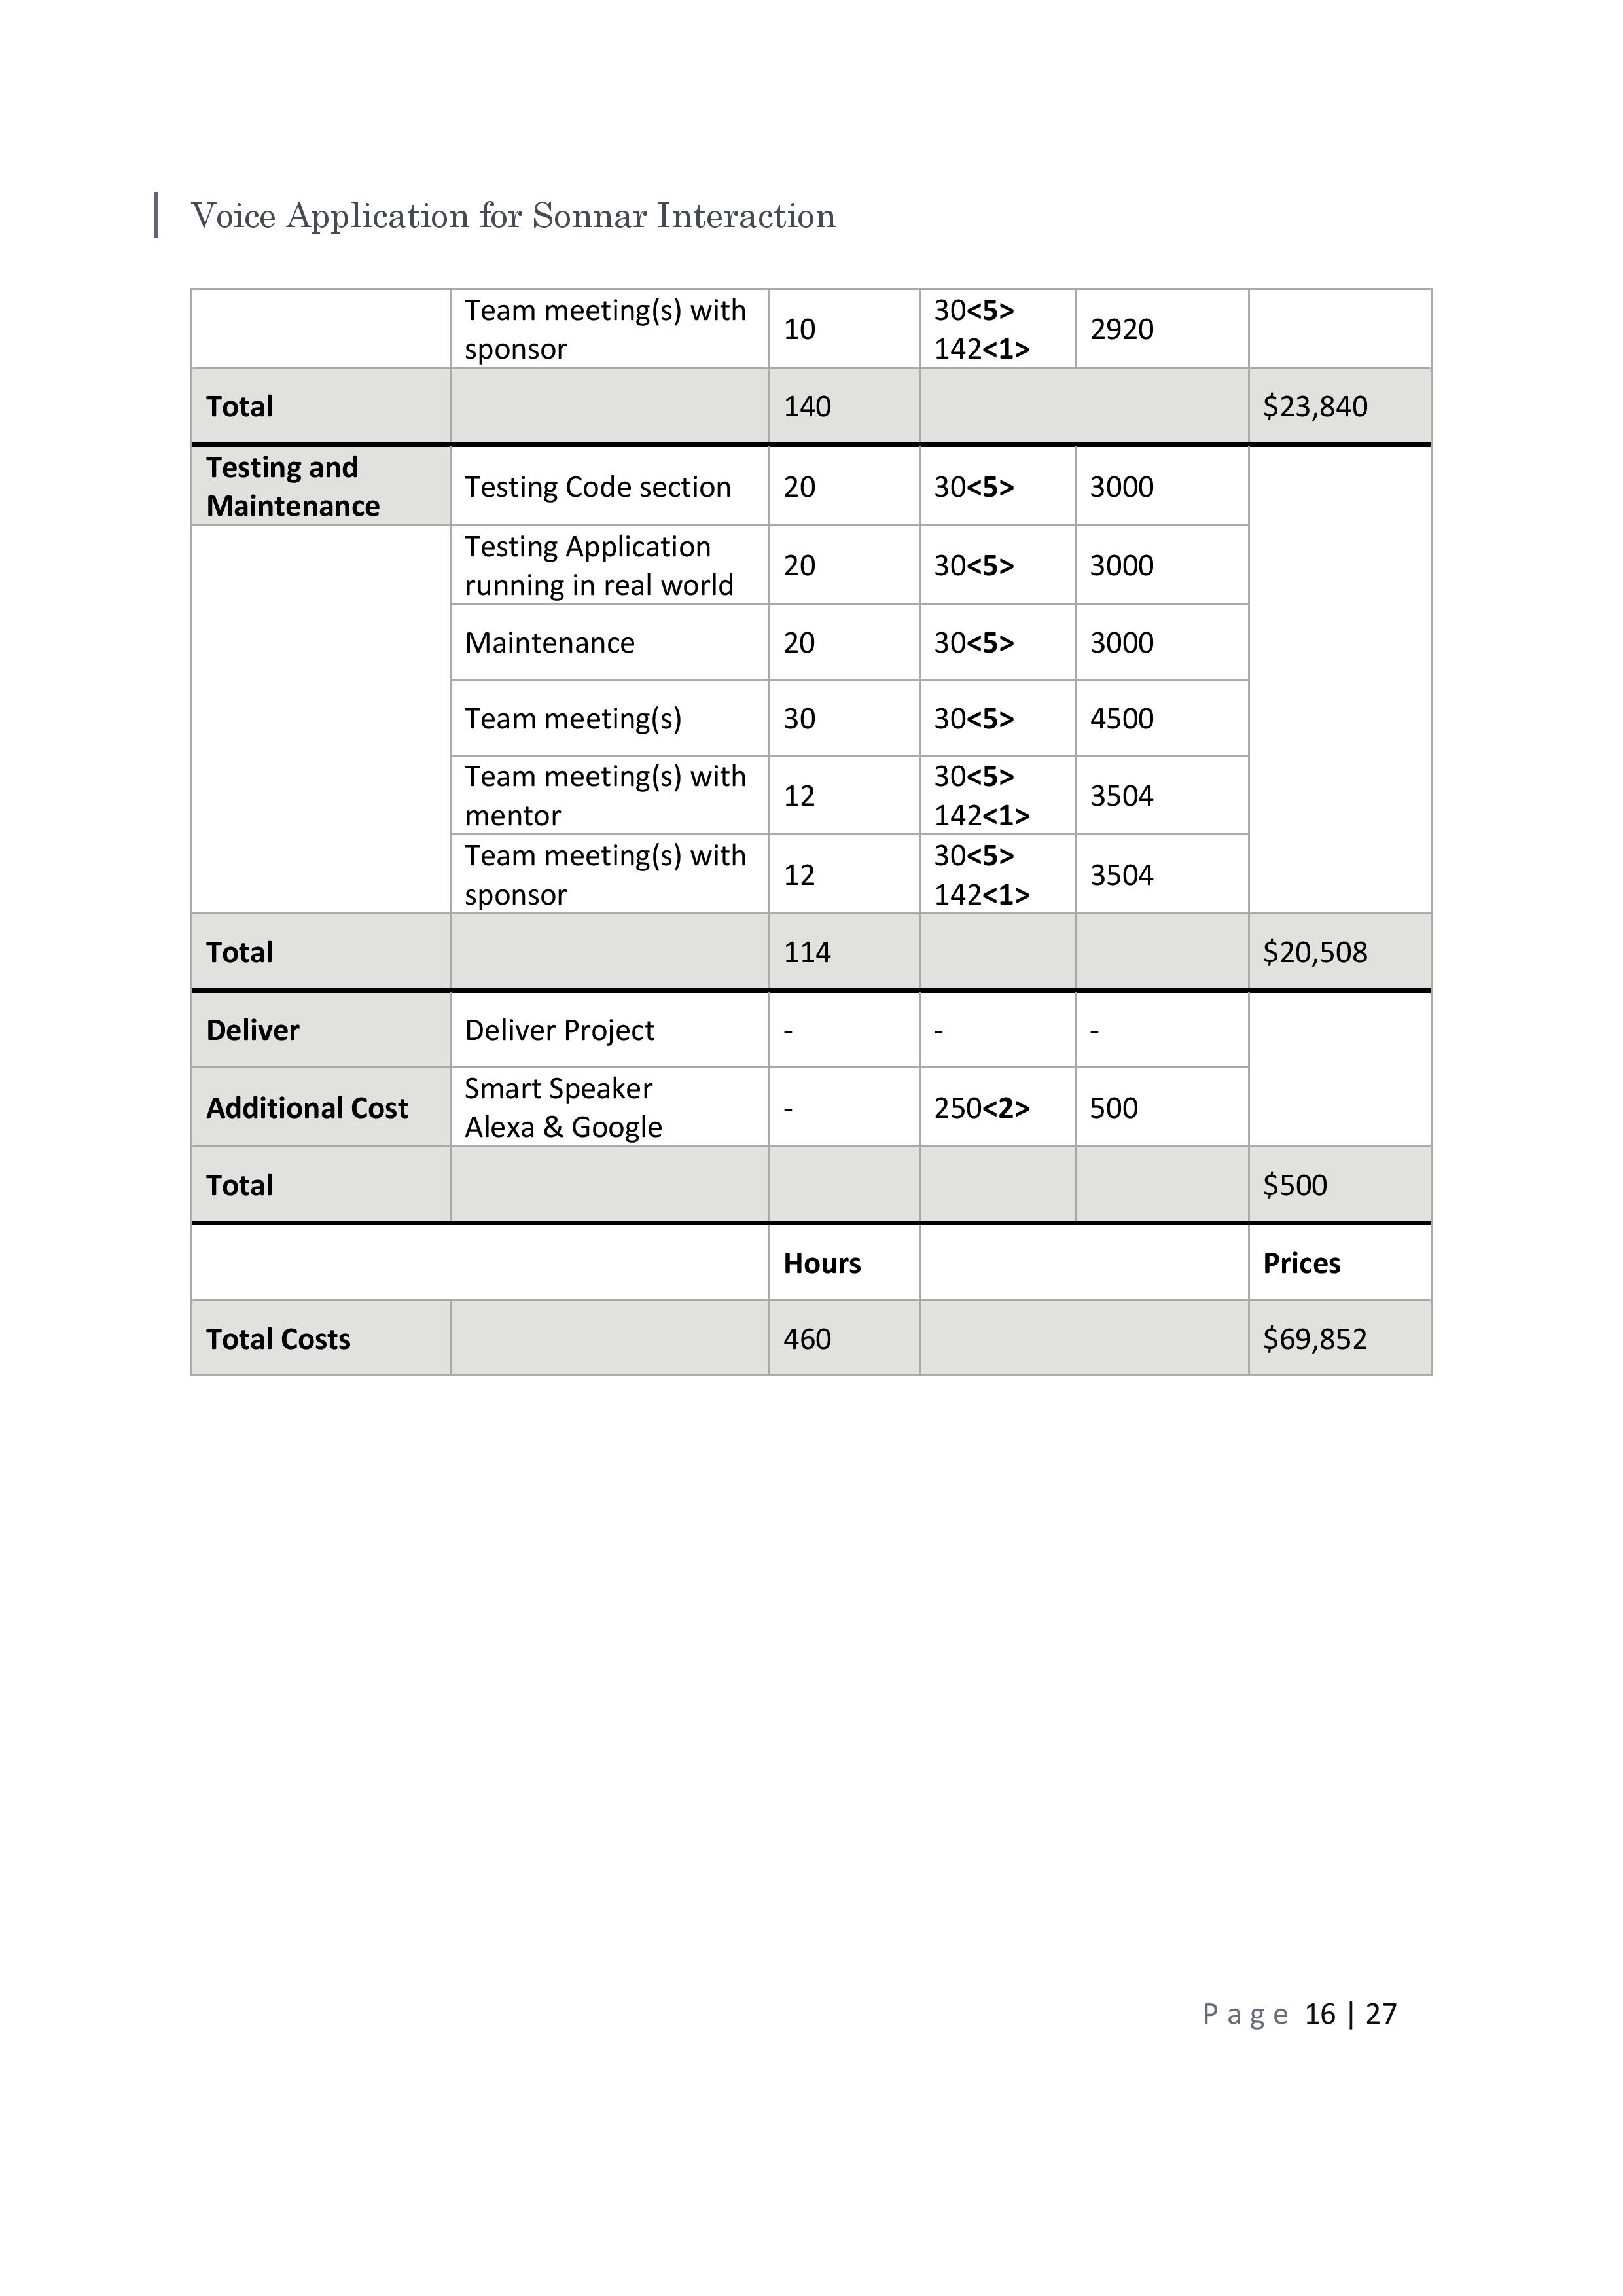 Voice Application for Sonnar Interaction
Team meeting(s) with
sponsor
10
30<5>
142<1>
2920
Total
140
$23,840
Testing and
Maintenance
Testing Code section
20
30<5>
3000
Testing Application
running in real world
20
30<5>
3000
Maintenance
20
30<5>
3000
Team meeting(s)
30
30<5>
4500
Team meeting(s) with
mentor
12
30<5>
142<1>
3504
Team meeting(s) with
sponsor
12
30<5>
142<1>
3504
Total
114
$20,508
Deliver
Deliver Project
-
-
-
Additional Cost
Smart Speaker
Alexa & Google
-
250<2>
500
Total
$500
Hours
Prices
Total Costs
460
$69,852
Page 16 | 27